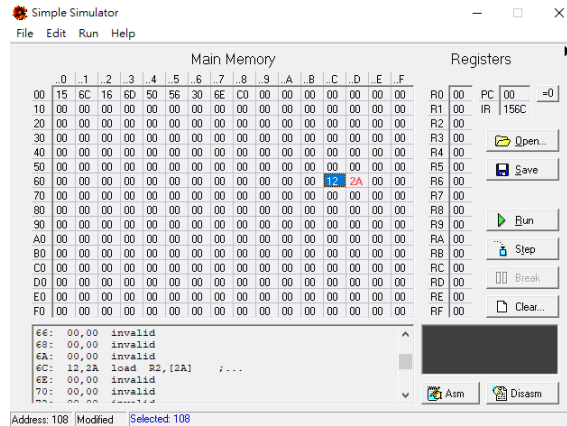 Simple Simulator
File Edit Run Help
Main Memory
Registers
..0 ..1 ..2 ..3 ..4 ..5 ..6 ..7 ..8 ..9 ..A ..B ..C ..D ..E ..F
00 15 6C 16 6D 50 56 30 6E C0 00 00 00 00 00 00 00 R0 00 PC 00 =0
10 00 00 00 00 00 00 00 00 00 00 00 00 00 00 00 00 R1 00 IR 156C
20 00 00 00 00 00 00 00 00 00 00 00 00 00 00 00 00 R2 00
30 00 00 00 00 00 00 00 00 00 00 00 00 00 00 00 00 R3 00 Open...
40 00 00 00 00 00 00 00 00 00 00 00 00 00 00 00 00 R4 00
50 00 00 00 00 00 00 00 00 00 00 00 00 00 00 00 00 R5 00 Save
60 00 00 00 00 00 00 00 00 00 00 00 00 12 2A 00 00 R6 00
70 00 00 00 00 00 00 00 00 00 00 00 00 00 00 00 00 R7 00
80 00 00 00 00 00 00 00 00 00 00 00 00 00 00 00 00 R8 00
90 00 00 00 00 00 00 00 00 00 00 00 00 00 00 00 00 R9 00 Run
A0 00 00 00 00 00 00 00 00 00 00 00 00 00 00 00 00 RA 00
B0 00 00 00 00 00 00 00 00 00 00 00 00 00 00 00 00 RB 00 Step
C0 00 00 00 00 00 00 00 00 00 00 00 00 00 00 00 00 RC 00
D0 00 00 00 00 00 00 00 00 00 00 00 00 00 00 00 00 RD 00 Break
E0 00 00 00 00 00 00 00 00 00 00 00 00 00 00 00 00 RE 00
F0 00 00 00 00 00 00 00 00 00 00 00 00 00 00 00 00 RF 00 Clear...
66: 00,00 invalid
68: 00,00 invalid
6A: 00,00 invalid
6C: 12,2A load R2,[2A] ;...
6E: 00,00 invalid
70: 00,00 invalid
Asm Disasm
Address: 108 Modified Selected: 108